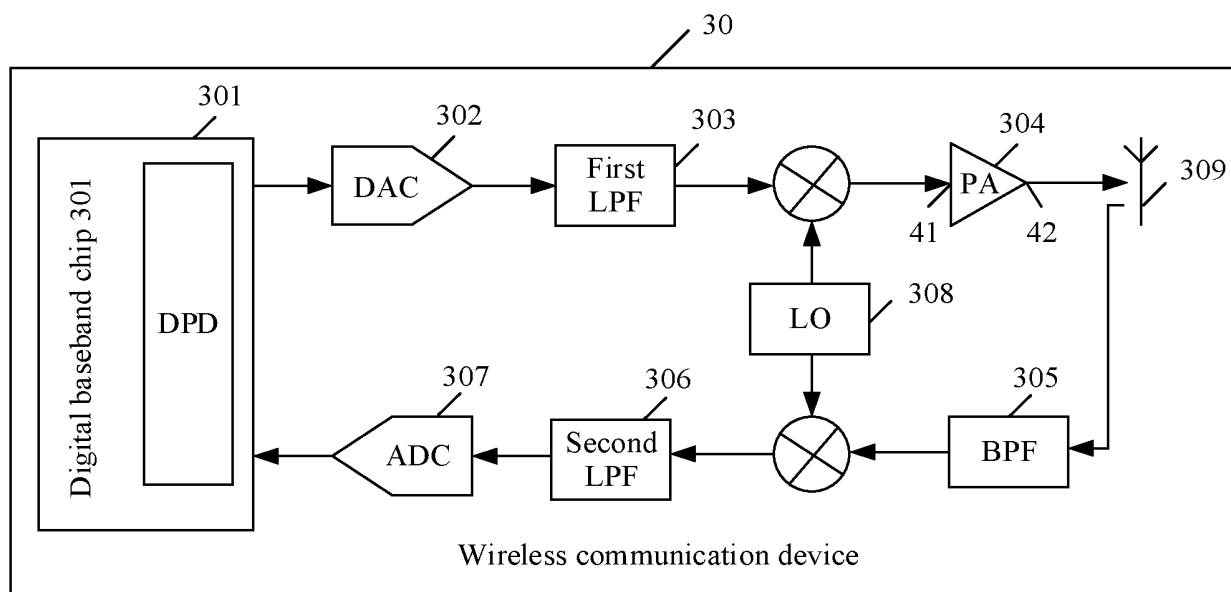 30
301
Digital baseband chip 301
DPD
302
DAC
303
First
LPF
304
PA
41
42
309
LO
308
307
ADC
306
Second
LPF
305
BPF
Wireless communication device